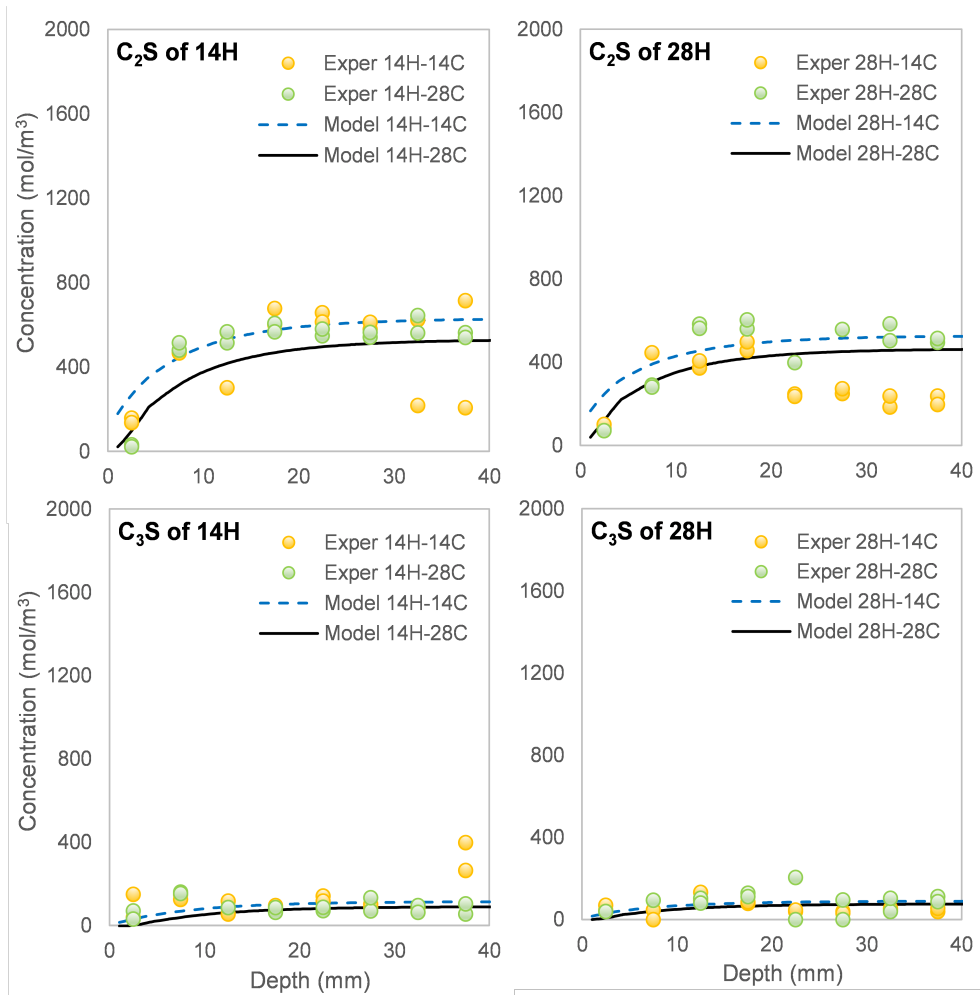 C₂S of 14H
Exper 14H-14C
Exper 14H-28C
Model 14H-14C
Model 14H-28C
Concentration (mol/m³)
2000
1600
1200
800
400
0
0 10 20 30 40
C₂S of 28H
Exper 28H-14C
Exper 28H-28C
Model 28H-14C
Model 28H-28C
2000
1600
1200
800
400
0
0 10 20 30 40
C₃S of 14H
Exper 14H-14C
Exper 14H-28C
Model 14H-14C
Model 14H-28C
Concentration (mol/m³)
2000
1600
1200
800
400
0
0 10 20 30 40
Depth (mm)
C₃S of 28H
Exper 28H-14C
Exper 28H-28C
Model 28H-14C
Model 28H-28C
2000
1600
1200
800
400
0
0 10 20 30 40
Depth (mm)